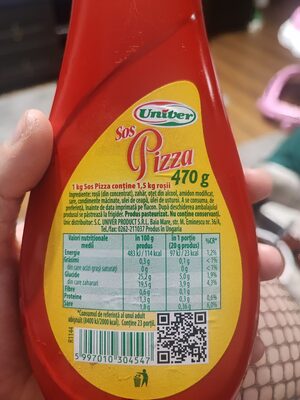 Univer
Sos
Pizza
470 g
1 kg Sos Pizza conține 1,5 kg roșii
Ingrediente: roșii (din concentrat), zahăr, oțet din alcool, amidon modificat,
sare, condimente măcinate, ulei de ceapă, ulei de usturoi. A se consuma, de
preferință, înainte de data imprimată pe flacon. După deschiderea ambalajului
produsul se păstrează la frigider. Produs pasteurizat. Nu conține conservanți.
Distribuitor: S.C. UNIVER PRODUCT S.R.L. Baia Mare, str. M. Eminescu nr. 36/A
Tel./fax: 0262-211037 Produs în Ungaria
Valori nutriționale medii în 100 g produs în 1 porție (20 g produs) %CR*
Energie 483 kJ / 114 kcal 97 kJ / 23 kcal 1,2%
Grăsimi 0,3 g 0,1 g <1%
din care acizi grași saturați 0 g 0 g <1%
Glucide 25,2 g 5,0 g 1,9%
din care zaharuri 19,5 g 3,9 g 4,3%
Fibre 0,6 g 0,1 g
Proteine 1,3 g 0,3 g 0,6%
Sare 1,8 g 0,36 g 6,0%
*Consumul de referință al unui adult
obișnuit (8400 kJ/2000 kcal). Conține 23 porții.
R1144
5 997010 304547